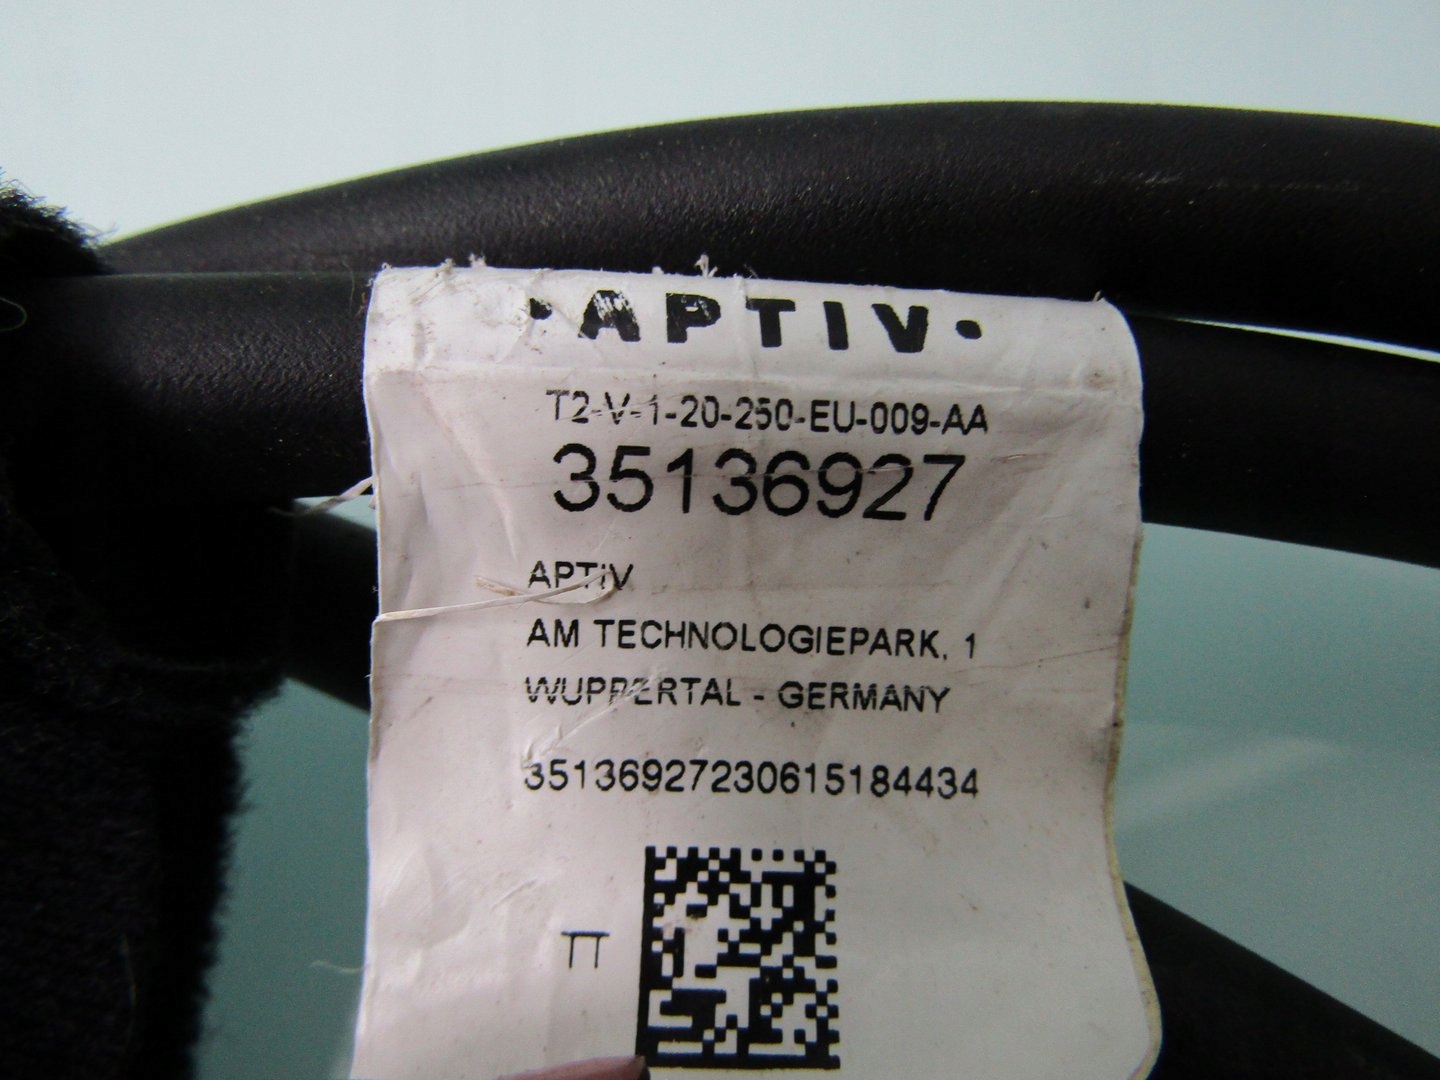 ·APTIV·
T2-V-1-20-250-EU-009-AA
35136927
APTIV
AM TECHNOLOGIEPARK, 1
WUPPERTAL - GERMANY
35136927230615184434
TT